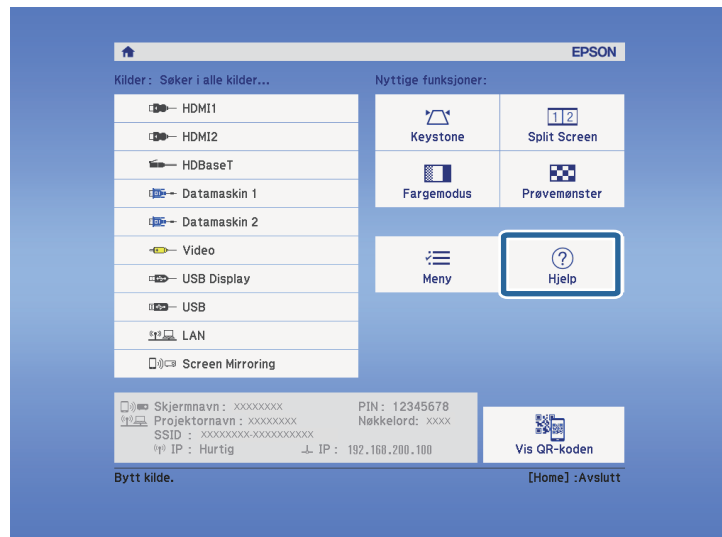 EPSON
Kilder : Søker i alle kilder...
HDMI1
HDMI2
HDBaseT
Datamaskin 1
Datamaskin 2
Video
USB Display
USB
LAN
Screen Mirroring
Nyttige funksjoner:
Keystone
1 2
Split Screen
Fargemodus
Prøvemønster
Meny
?
Hjelp
Skjermnavn : xxxxxxxx PIN : 12345678
Projektornavn : xxxxxxxx Nøkkelord: xxxx
SSID : xxxxxxxx-xxxxxxxxxx
IP : Hurtig IP : 192.168.200.100
Vis QR-koden
Bytt kilde. [Home] :Avslutt